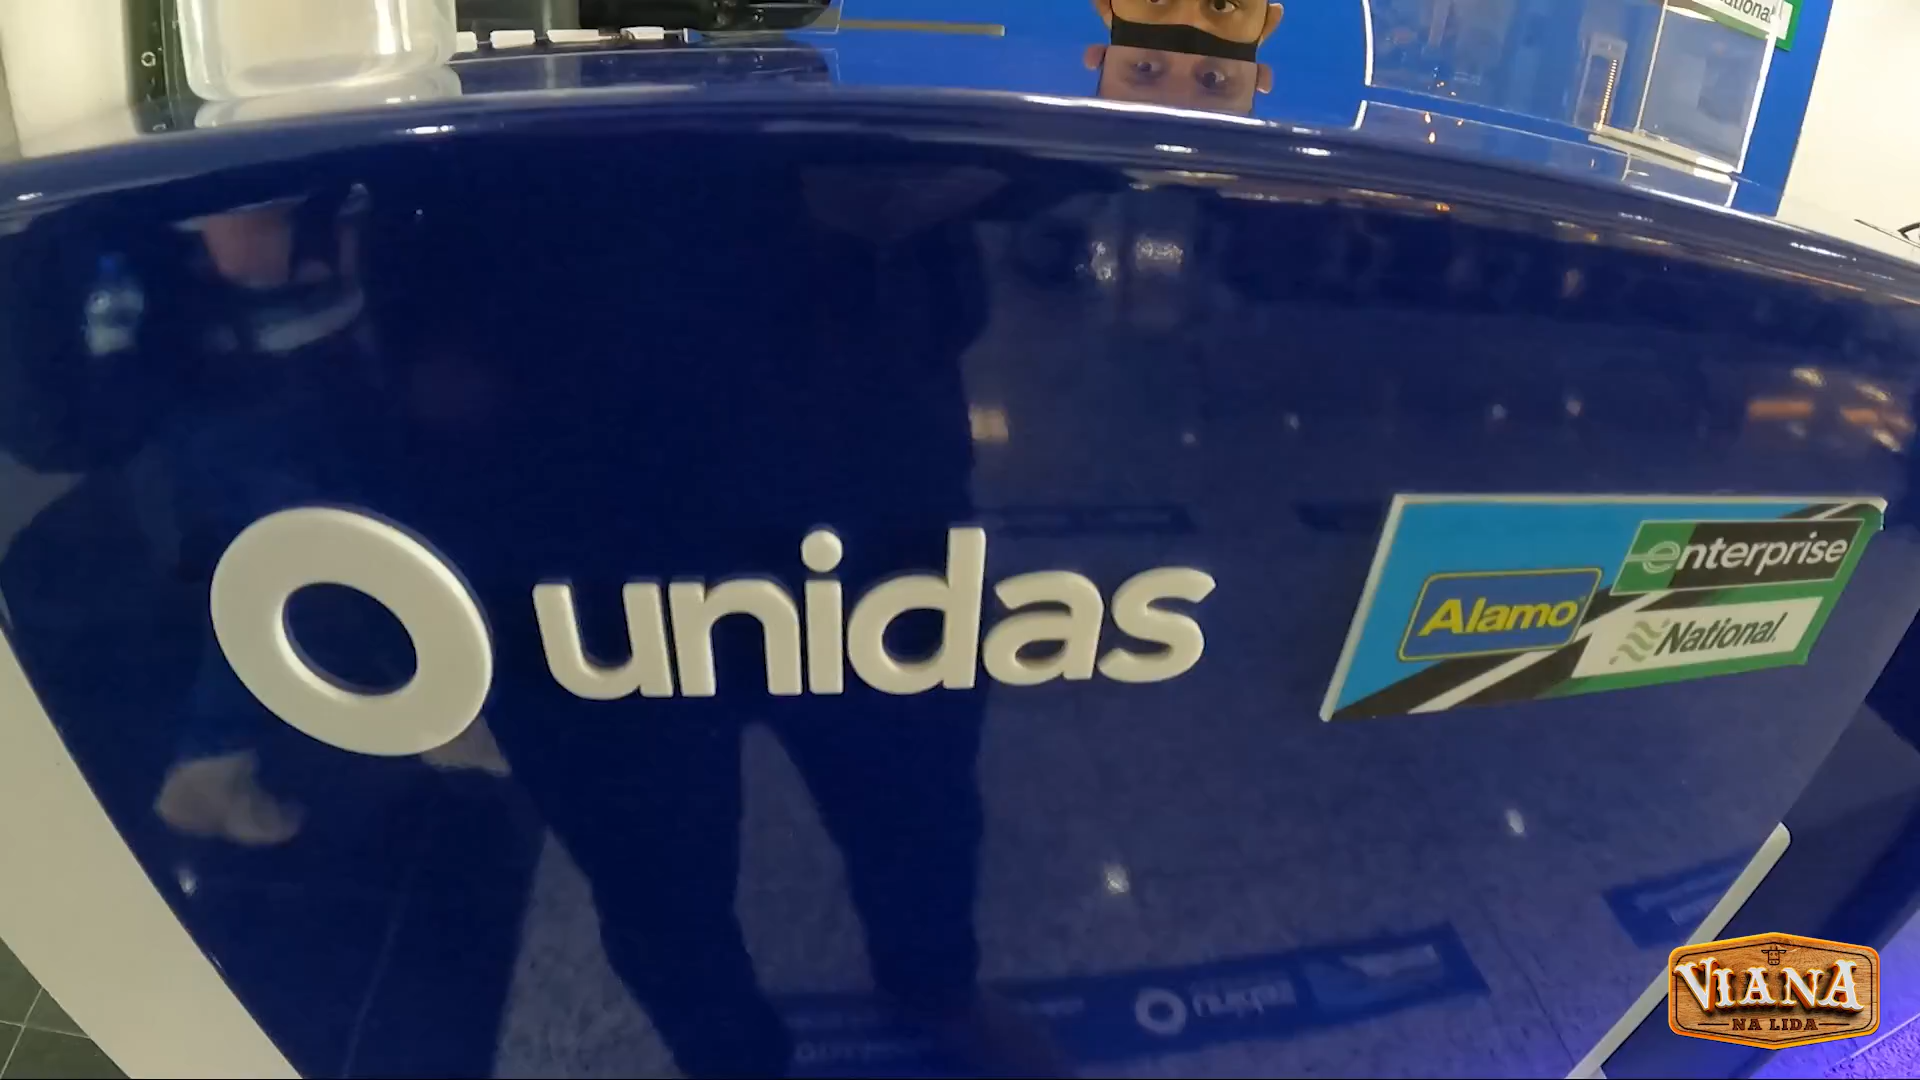 unidas
enterprise
Alamo
National
VIANA
NA LIDA